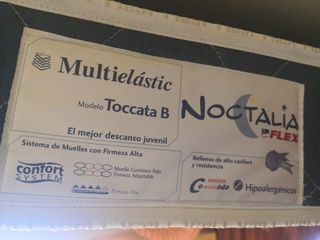 Multielástic
Modelo Toccata B
El mejor descanso juvenil
NOCTALIA
FLEX
Sistema de Muelles con Firmeza Alta
confort
SYSTEM
Muelle Continuo Bajo
Firmeza Adaptable
Rellenos de alto confort
y resistencia
Hipoalergénicos